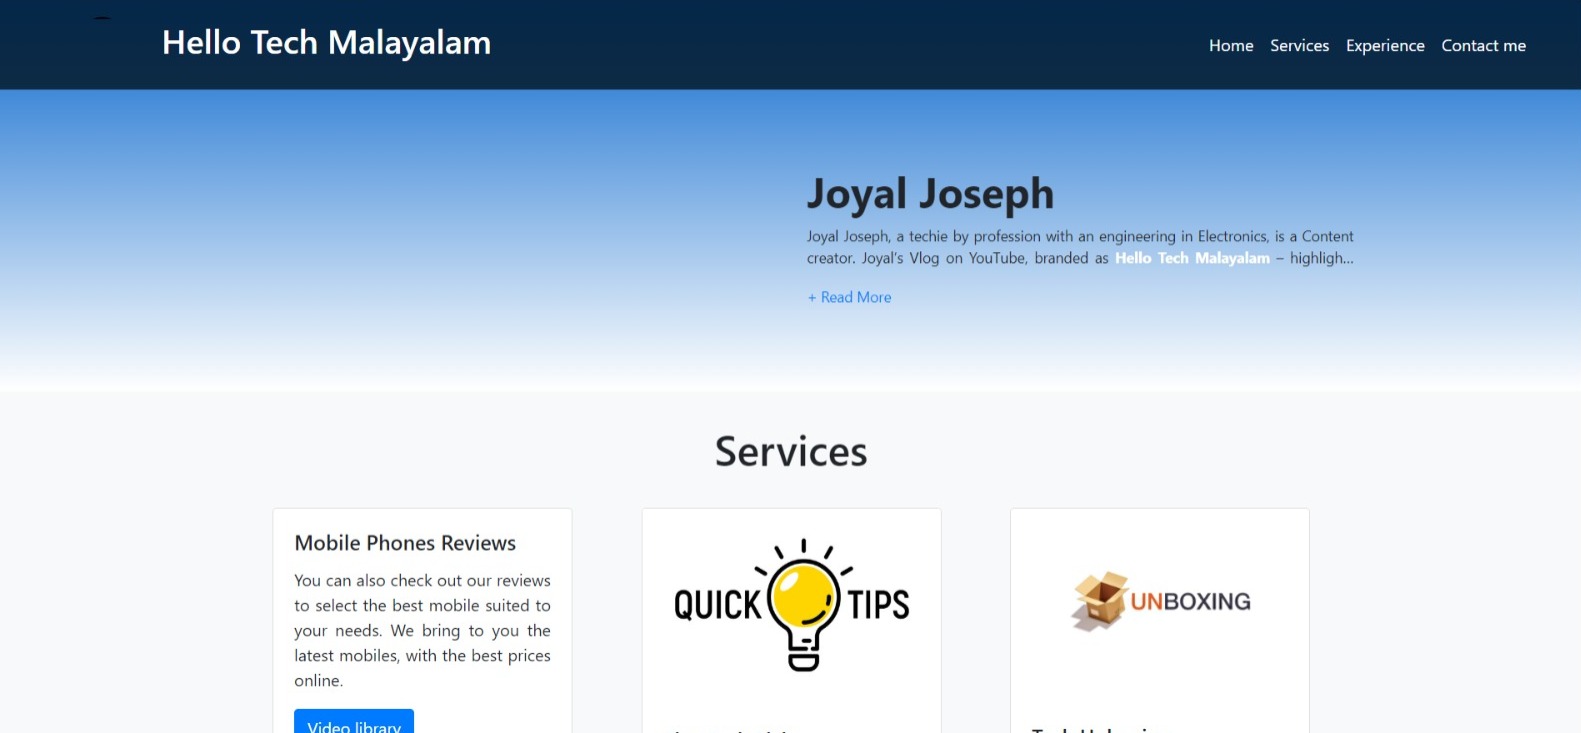 Hello Tech Malayalam
Home Services Experience Contact me
Joyal Joseph
Joyal Joseph, a techie by profession with an engineering in Electronics, is a Content
creator. Joyal's Vlog on YouTube, branded as Hello Tech Malayalam – highligh...
+ Read More
Services
Mobile Phones Reviews
You can also check out our reviews
to select the best mobile suited to
your needs. We bring to you the
latest mobiles, with the best prices
online.
Video library
QUICK TIPS
UNBOXING